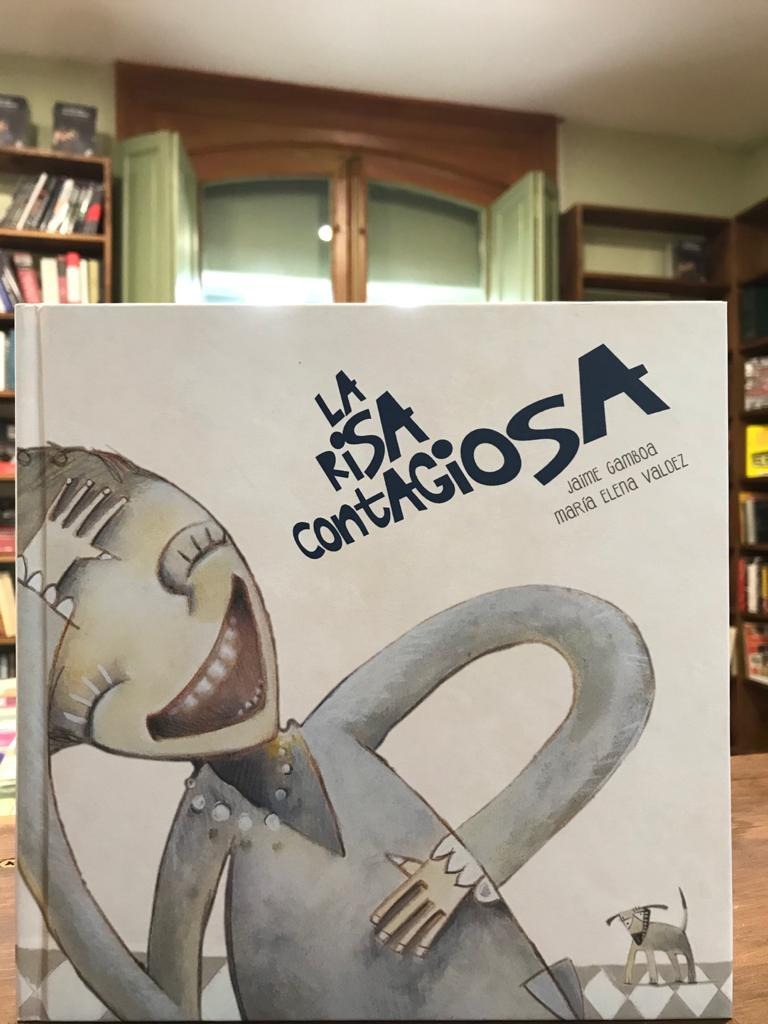 LA
RiSA
contAGiOSA
Jaime Gamboa
maría Elena Valdez